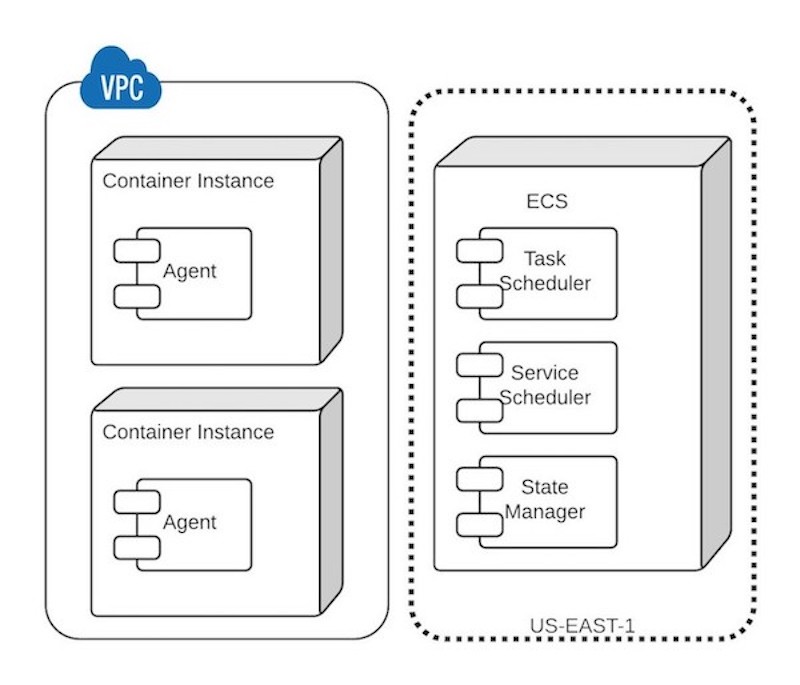 VPC
Container Instance
Agent
Container Instance
Agent
ECS
Task
Scheduler
Service
Scheduler
State
Manager
US-EAST-1